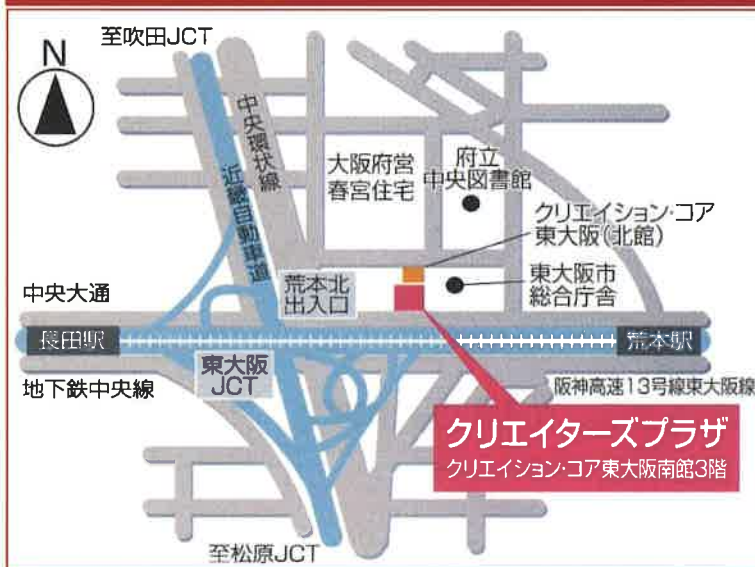 至吹田JCT
N
中央環状線
近畿自動車道
大阪府営
春宮住宅
府立
中央図書館
クリエイション・コア
東大阪(北館)
東大阪市
総合庁舎
荒本北
出入口
中央大通
長田駅
荒本駅
東大阪
JCT
地下鉄中央線
阪神高速13号線東大阪線
クリエイターズプラザ
クリエイション・コア東大阪南館3階
至松原JCT